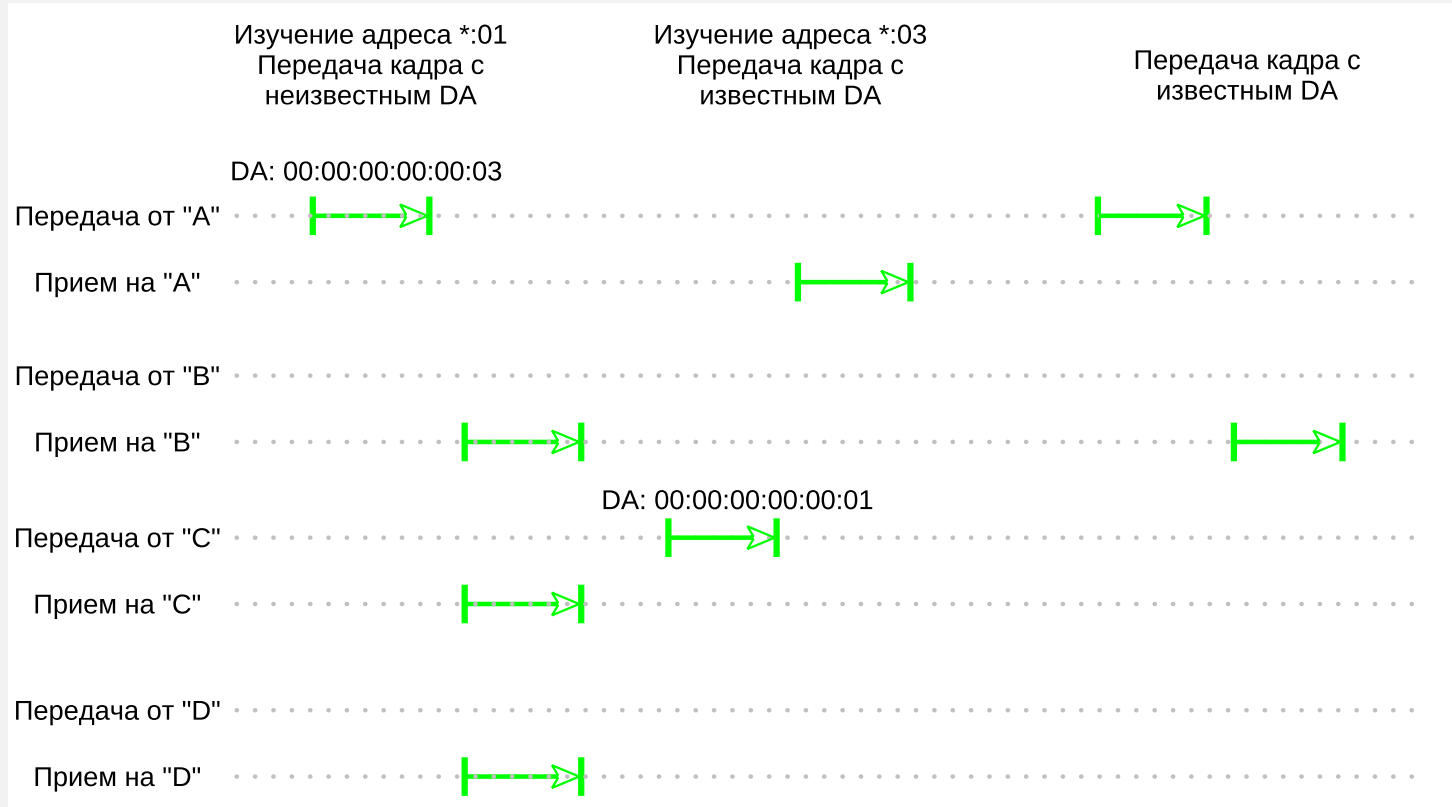 Изучение адреса *:01
Передача кадра с
неизвестным DA
Изучение адреса *:03
Передача кадра с
известным DA
Передача кадра с
известным DA
DA: 00:00:00:00:00:03
Передача от "A"
Прием на "A"
Передача от "B"
Прием на "B"
DA: 00:00:00:00:00:01
Передача от "C"
Прием на "C"
Передача от "D"
Прием на "D"